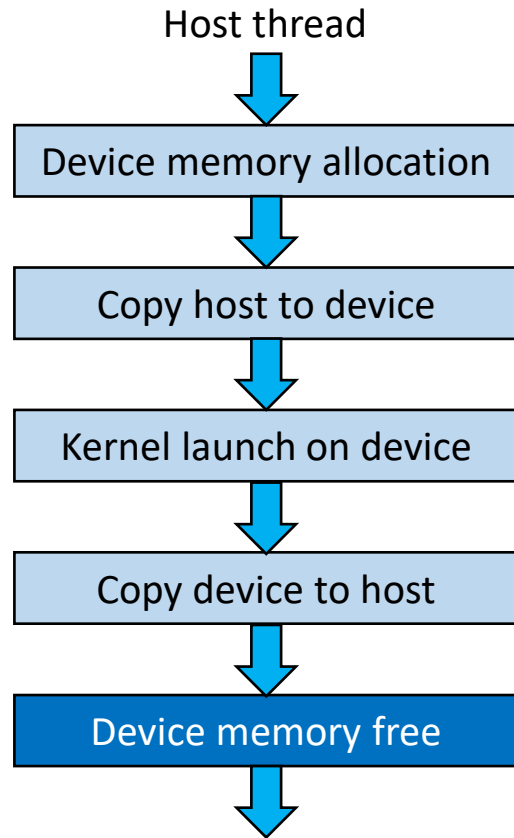 Host thread
Device memory allocation
Copy host to device
Kernel launch on device
Copy device to host
Device memory free